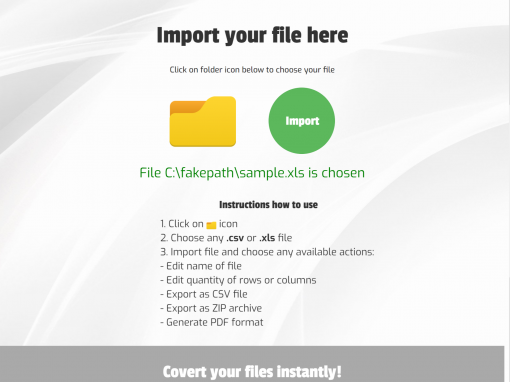 Import your file here
Click on folder icon below to choose your file
Import
File C:\fakepath\sample.xls is chosen
Instructions how to use
1. Click on icon
2. Choose any .csv or .xls file
3. Import file and choose any available actions:
- Edit name of file
- Edit quantity of rows or columns
- Export as CSV file
- Export as ZIP archive
- Generate PDF format
Covert your files instantly!